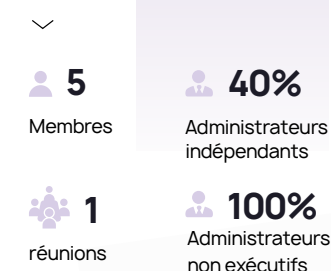 5
Membres
40%
Administrateurs
indépendants
1
réunions
100%
Administrateurs
non exécutifs